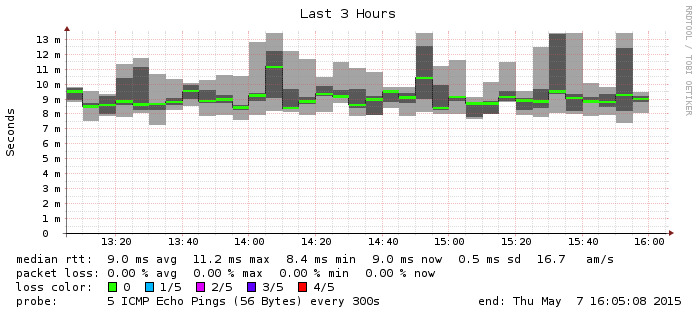 Last 3 Hours
RRDTOOL / TOBI OETIKER
Seconds
13 m
12 m
11 m
10 m
9 m
8 m
7 m
6 m
5 m
4 m
3 m
2 m
1 m
0
13:20 13:40 14:00 14:20 14:40 15:00 15:20 15:40 16:00
median rtt: 9.0 ms avg 11.2 ms max 8.4 ms min 9.0 ms now 0.5 ms sd 16.7 am/s
packet loss: 0.00 % avg 0.00 % max 0.00 % min 0.00 % now
loss color: 0 1/5 2/5 3/5 4/5
probe: 5 ICMP Echo Pings (56 Bytes) every 300s end: Thu May 7 16:05:08 2015